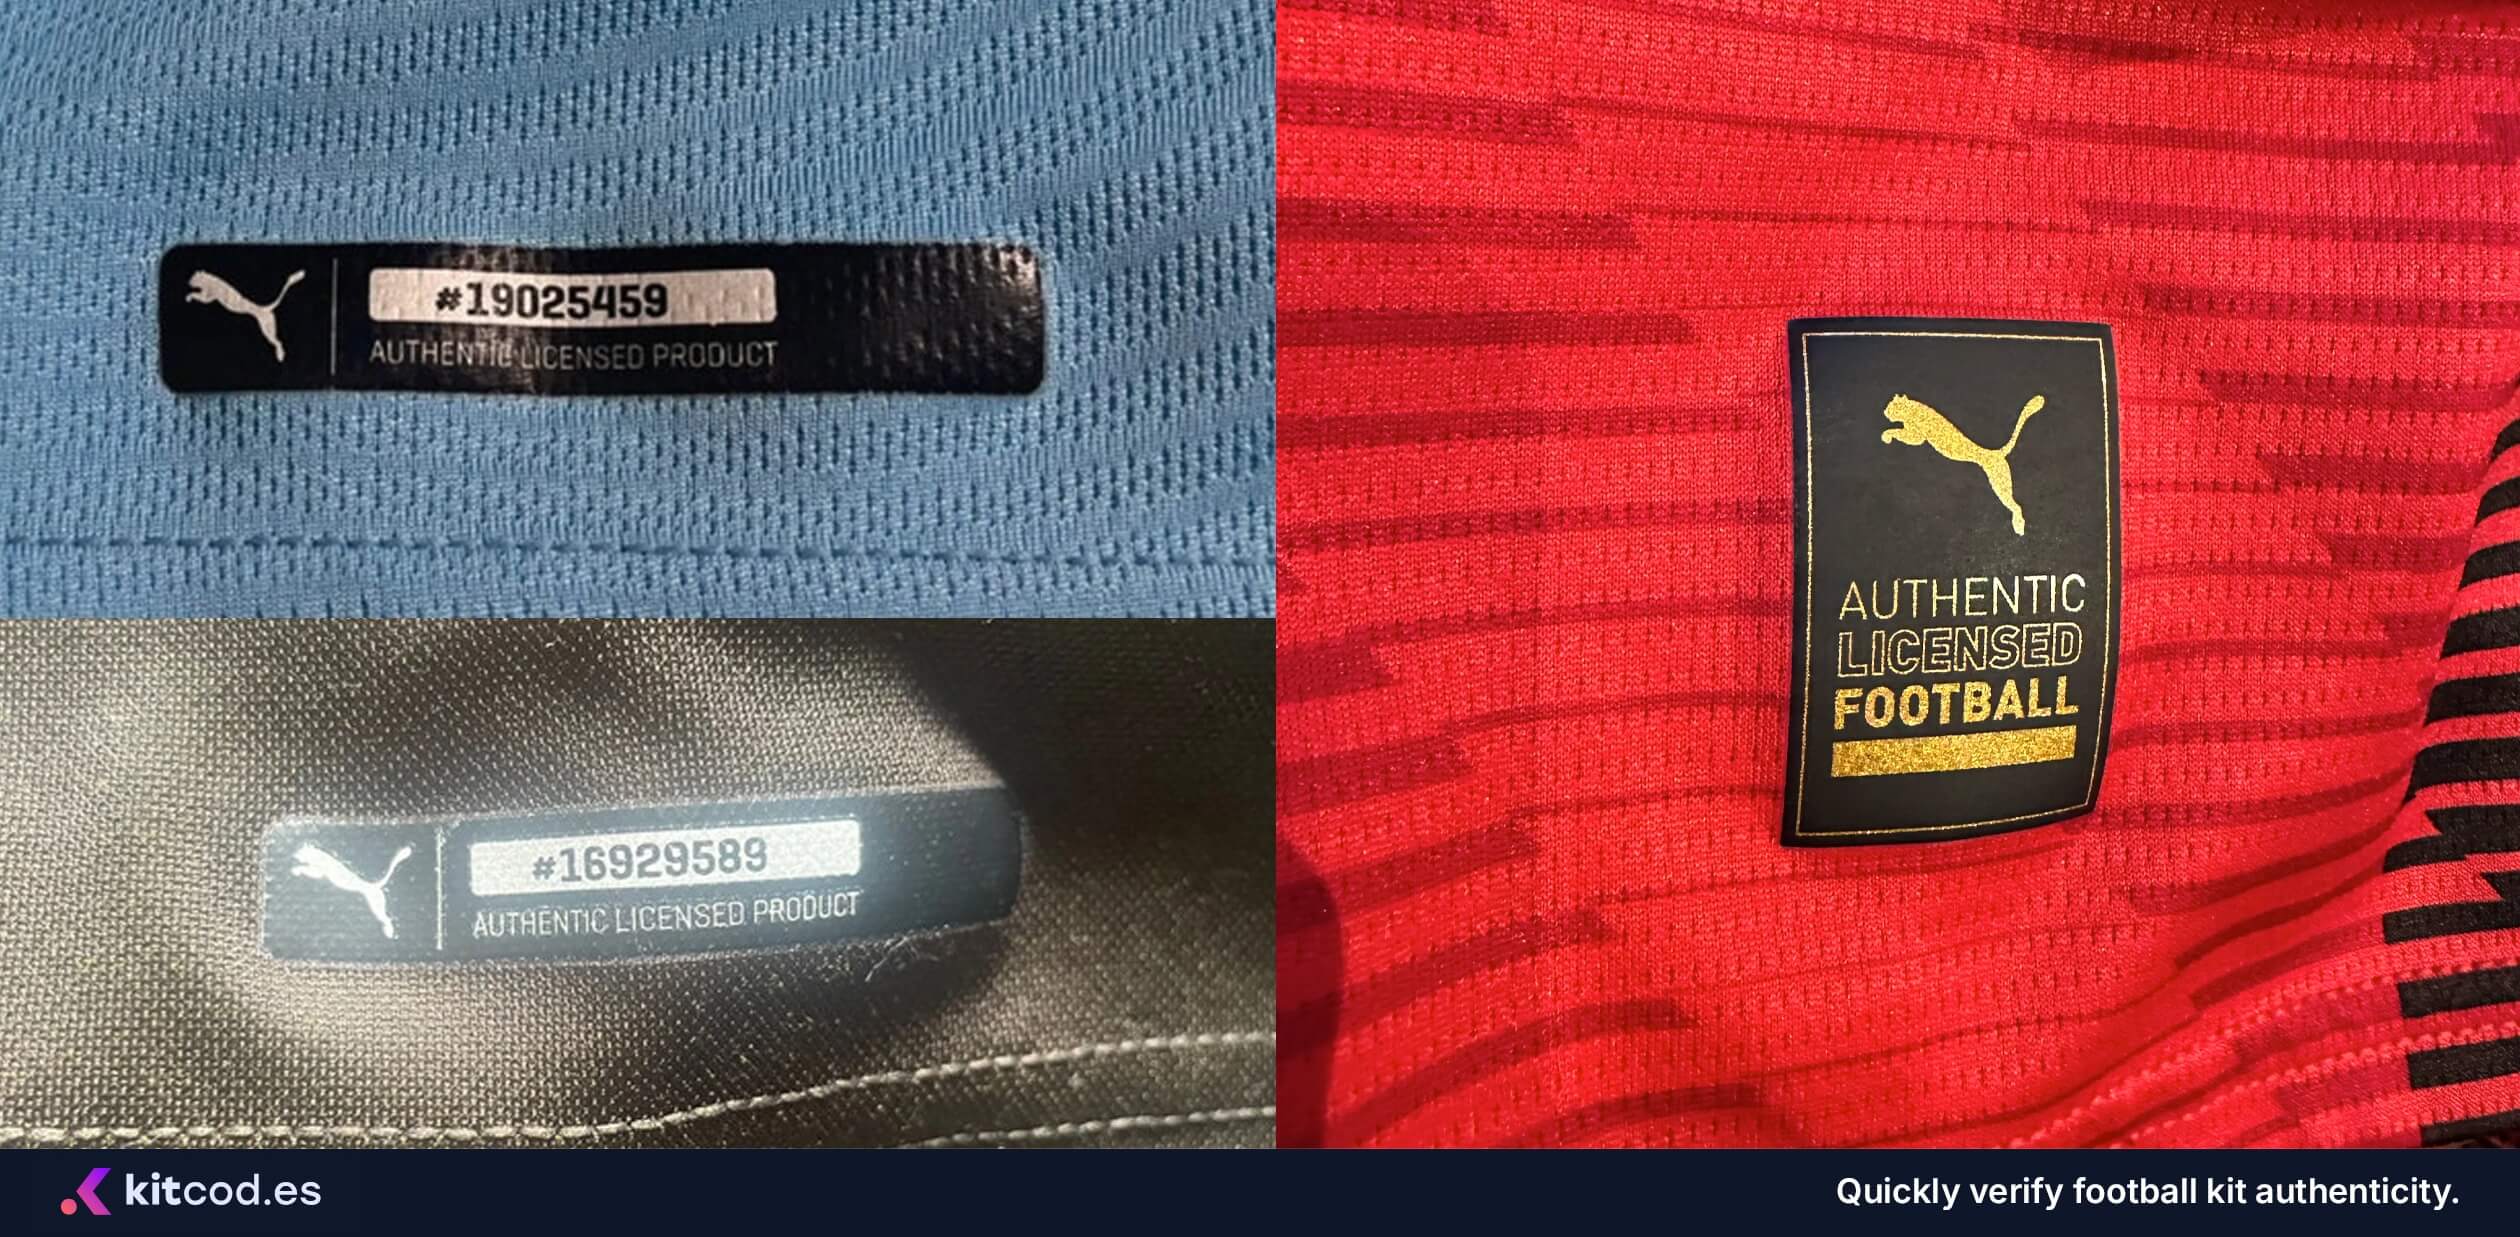 #19025459
AUTHENTIC LICENSED PRODUCT
#16929589
AUTHENTIC LICENSED PRODUCT
AUTHENTIC
LICENSED
FOOTBALL
kitcod.es
Quickly verify football kit authenticity.